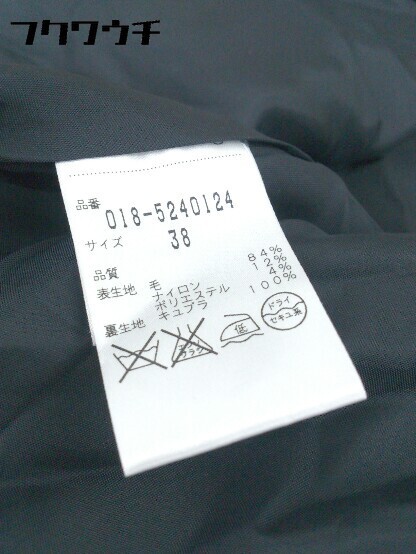 フクワウチ
品番
018-5240124
サイズ 38
品質
表生地 毛 84%
ナイロン 12%
ポリエステル 4%
裏生地 キュプラ 100%
低
ドライ
セキユ系